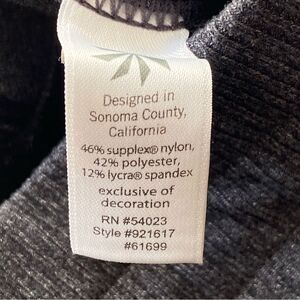 Designed in
Sonoma County,
California
46% supplex® nylon,
42% polyester,
12% lycra® spandex
exclusive of
decoration
RN #54023
Style #921617
#61699